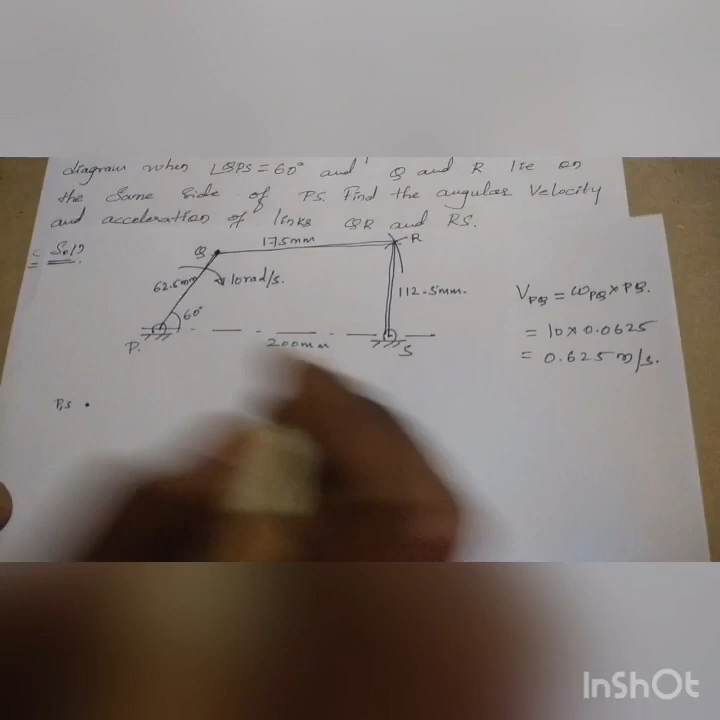 diagram when ∠QPS = 60° and Q and R lie on
the same side of PS. Find the angular velocity
and acceleration of links QR and RS.
Sol?
Q
175mm
R
62.5mm
10rad/s.
60°
112.5mm.
P.
200mm
S
V_PQ = ω_PQ × PQ.
= 10 × 0.0625
= 0.625 m/s.
P,S
InShOt